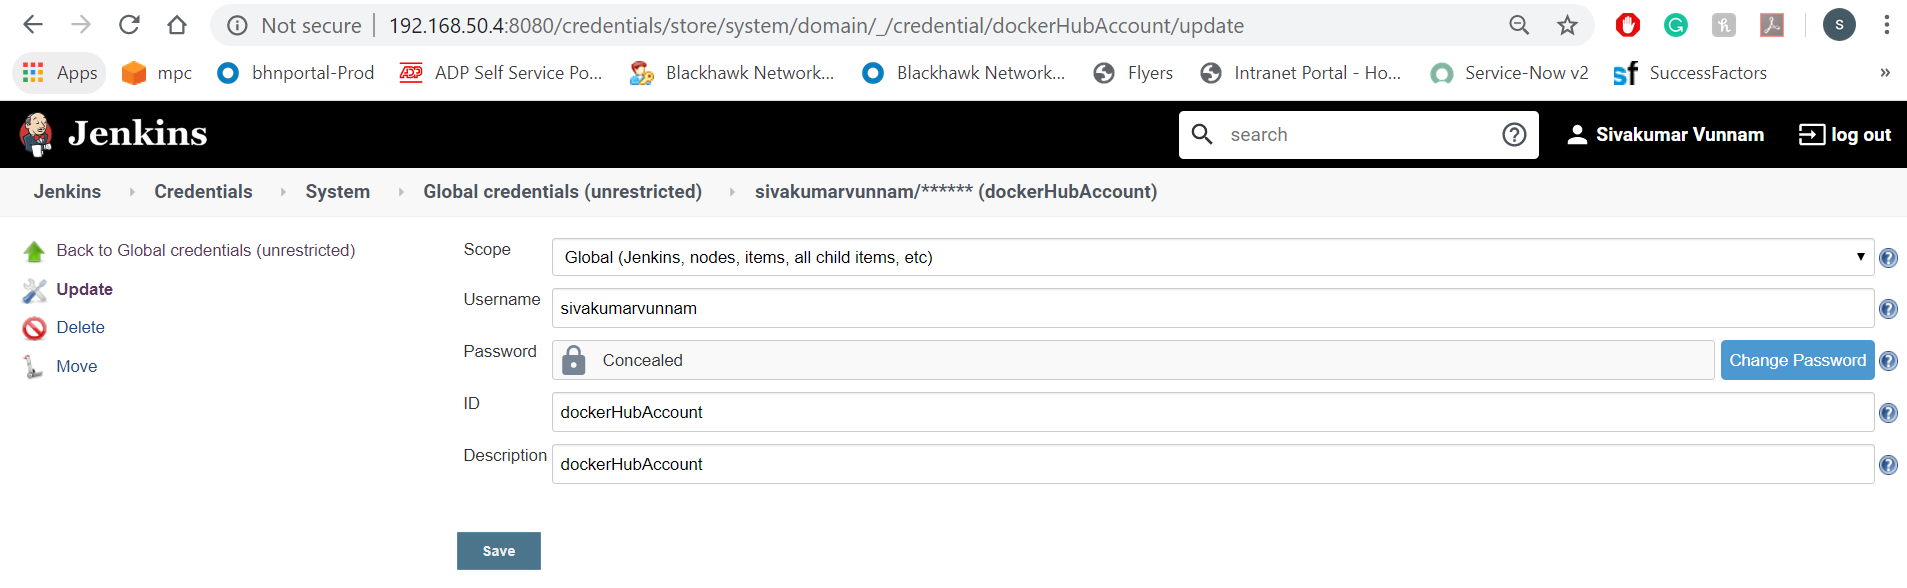 Not secure 192.168.50.4:8080/credentials/store/system/domain/_/credential/dockerHubAccount/update S
Apps mpc bhnportal-Prod ADP ADP Self Service Po... Blackhawk Network... Blackhawk Network... Flyers Intranet Portal - Ho... Service-Now v2 sf SuccessFactors »
Jenkins search Sivakumar Vunnam log out
Jenkins Credentials System Global credentials (unrestricted) sivakumarvunnam/****** (dockerHubAccount)
Back to Global credentials (unrestricted)
Update
Delete
Move
Scope Global (Jenkins, nodes, items, all child items, etc)
Username sivakumarvunnam
Password Concealed Change Password
ID dockerHubAccount
Description dockerHubAccount
Save